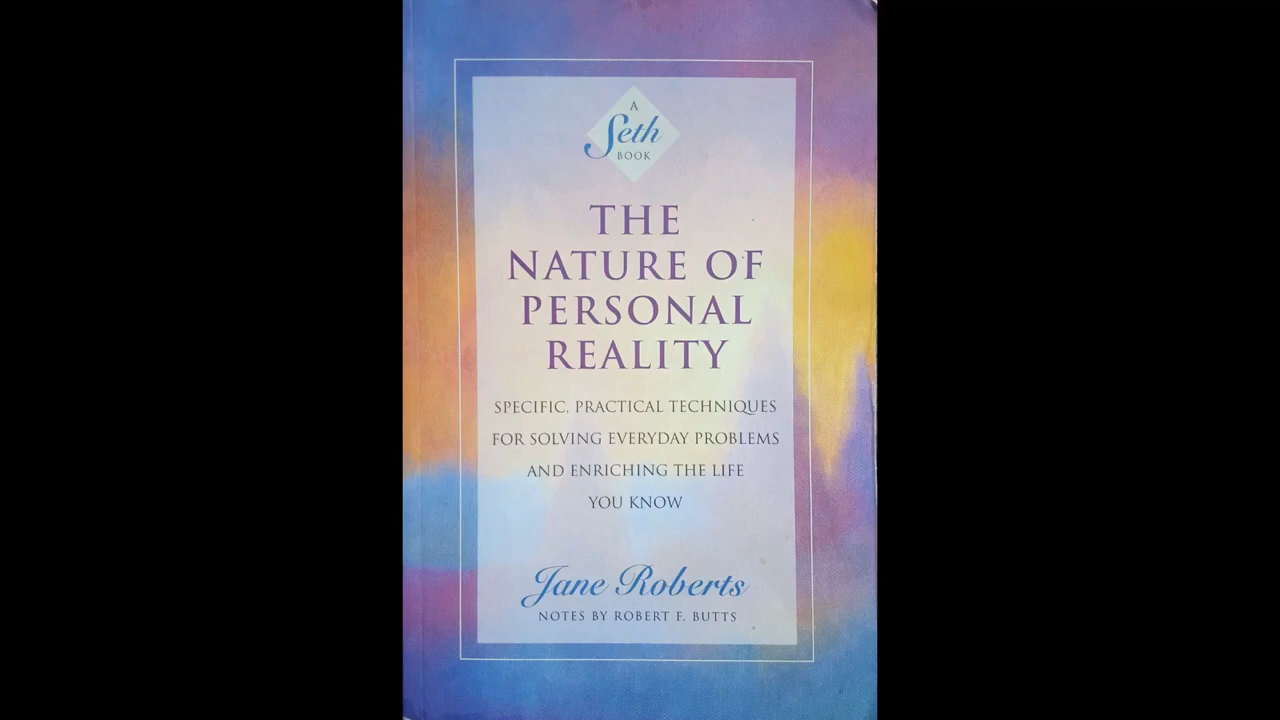 A
Seth
BOOK
THE
NATURE OF
PERSONAL
REALITY
SPECIFIC, PRACTICAL TECHNIQUES
FOR SOLVING EVERYDAY PROBLEMS
AND ENRICHING THE LIFE
YOU KNOW
Jane Roberts
NOTES BY ROBERT F. BUTTS